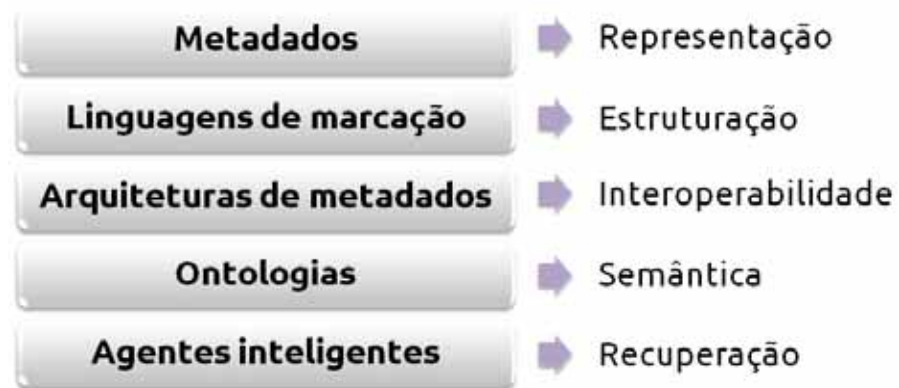 Metadados Representação
Linguagens de marcação Estruturação
Arquiteturas de metadados Interoperabilidade
Ontologias Semântica
Agentes inteligentes Recuperação